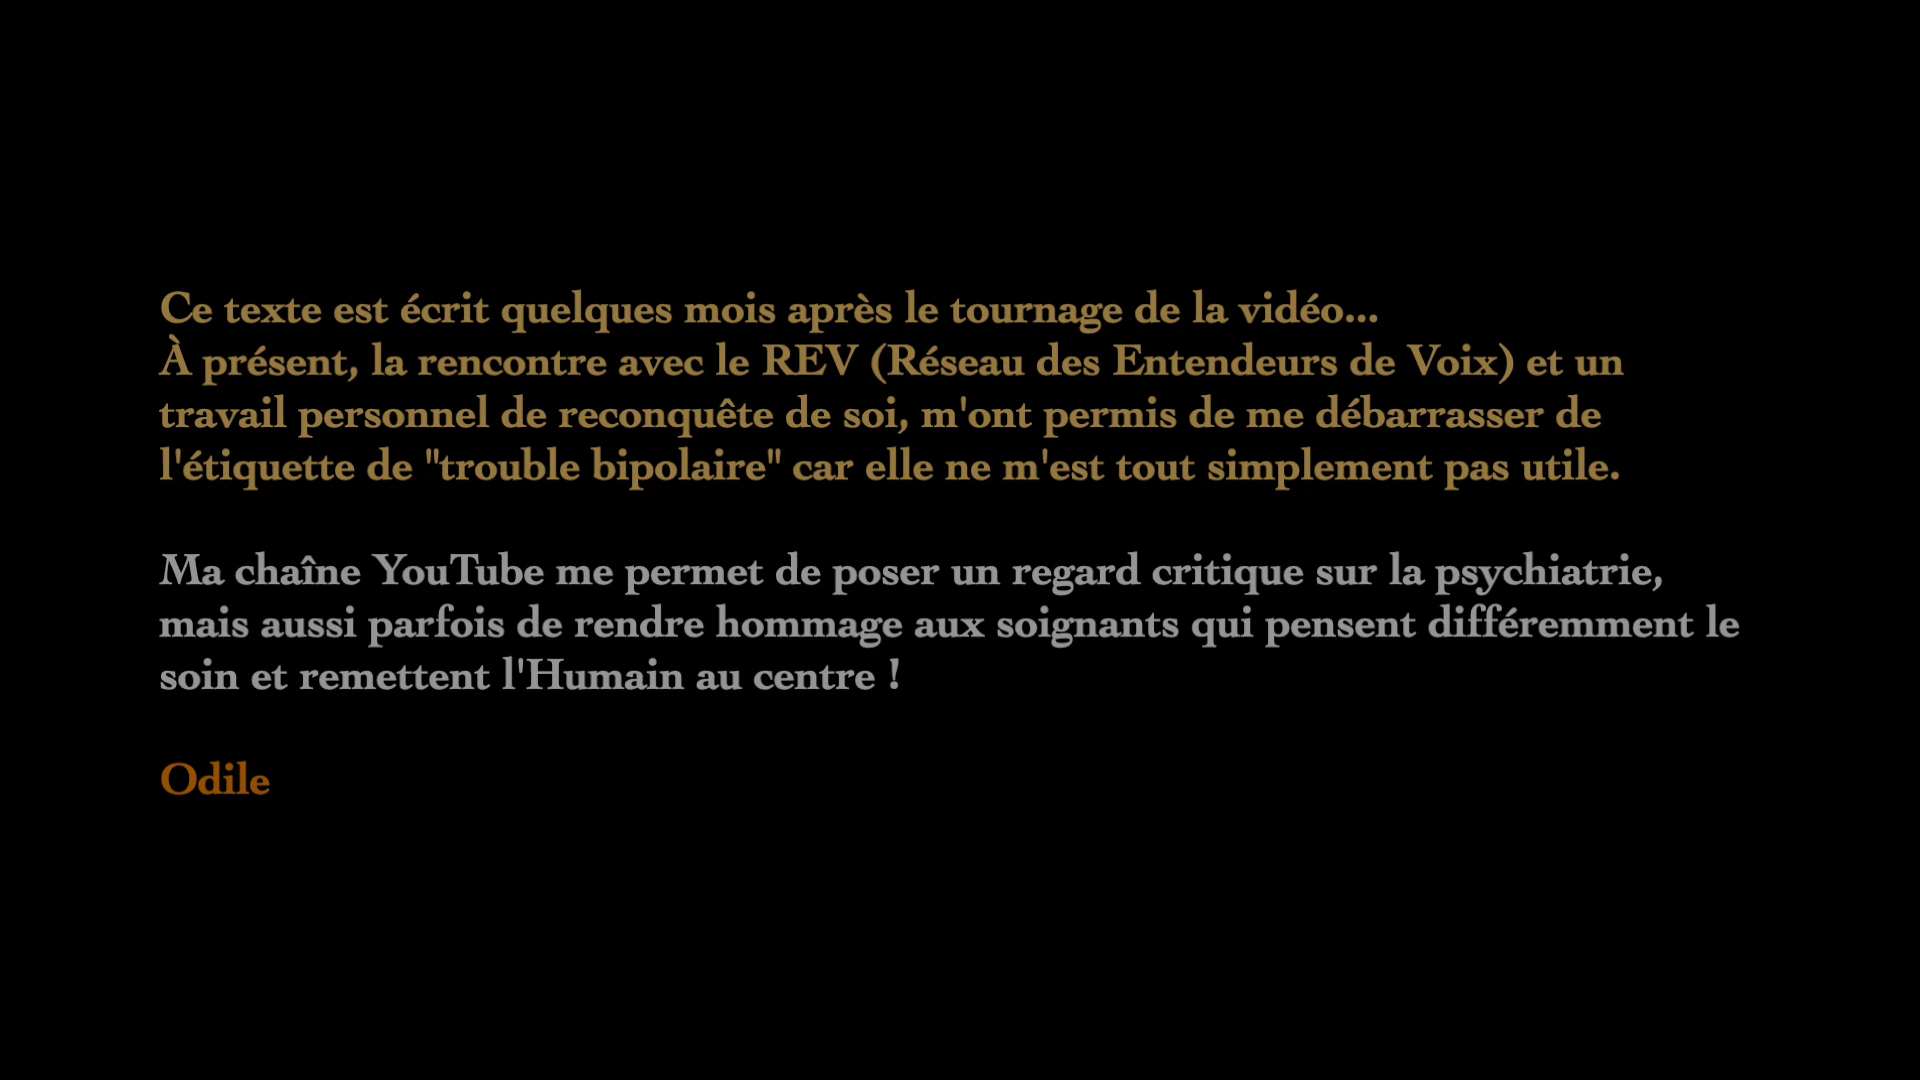 Ce texte est écrit quelques mois après le tournage de la vidéo...
À présent, la rencontre avec le REV (Réseau des Entendeurs de Voix) et un
travail personnel de reconquête de soi, m'ont permis de me débarrasser de
l'étiquette de "trouble bipolaire" car elle ne m'est tout simplement pas utile.
Ma chaîne YouTube me permet de poser un regard critique sur la psychiatrie,
mais aussi parfois de rendre hommage aux soignants qui pensent différemment le
soin et remettent l'Humain au centre !
Odile